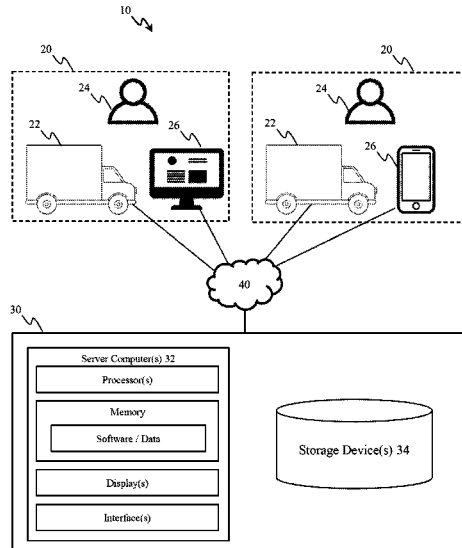 10
20
20
24
24
22
26
22
26
40
30
Server Computer(s) 32
Processor(s)
Memory
Software / Data
Display(s)
Interface(s)
Storage Device(s) 34